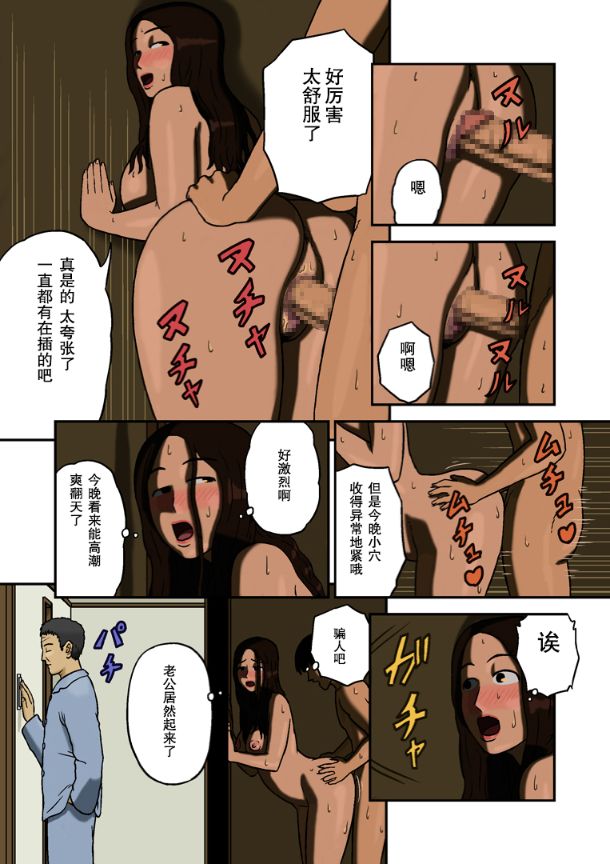 好厉害
太舒服了
ヌル
嗯
ヌチャ
ヌチャ
真是的 太夸张了
一直都有在插的吧
ヌルヌル
啊嗯
ムチュ♥
ムチュ♥
但是今晚小穴
收得异常地紧哦
好激烈啊
今晚看来能高潮
爽翻天了
ガチャ
诶
骗人吧
老公居然起来了
パチ